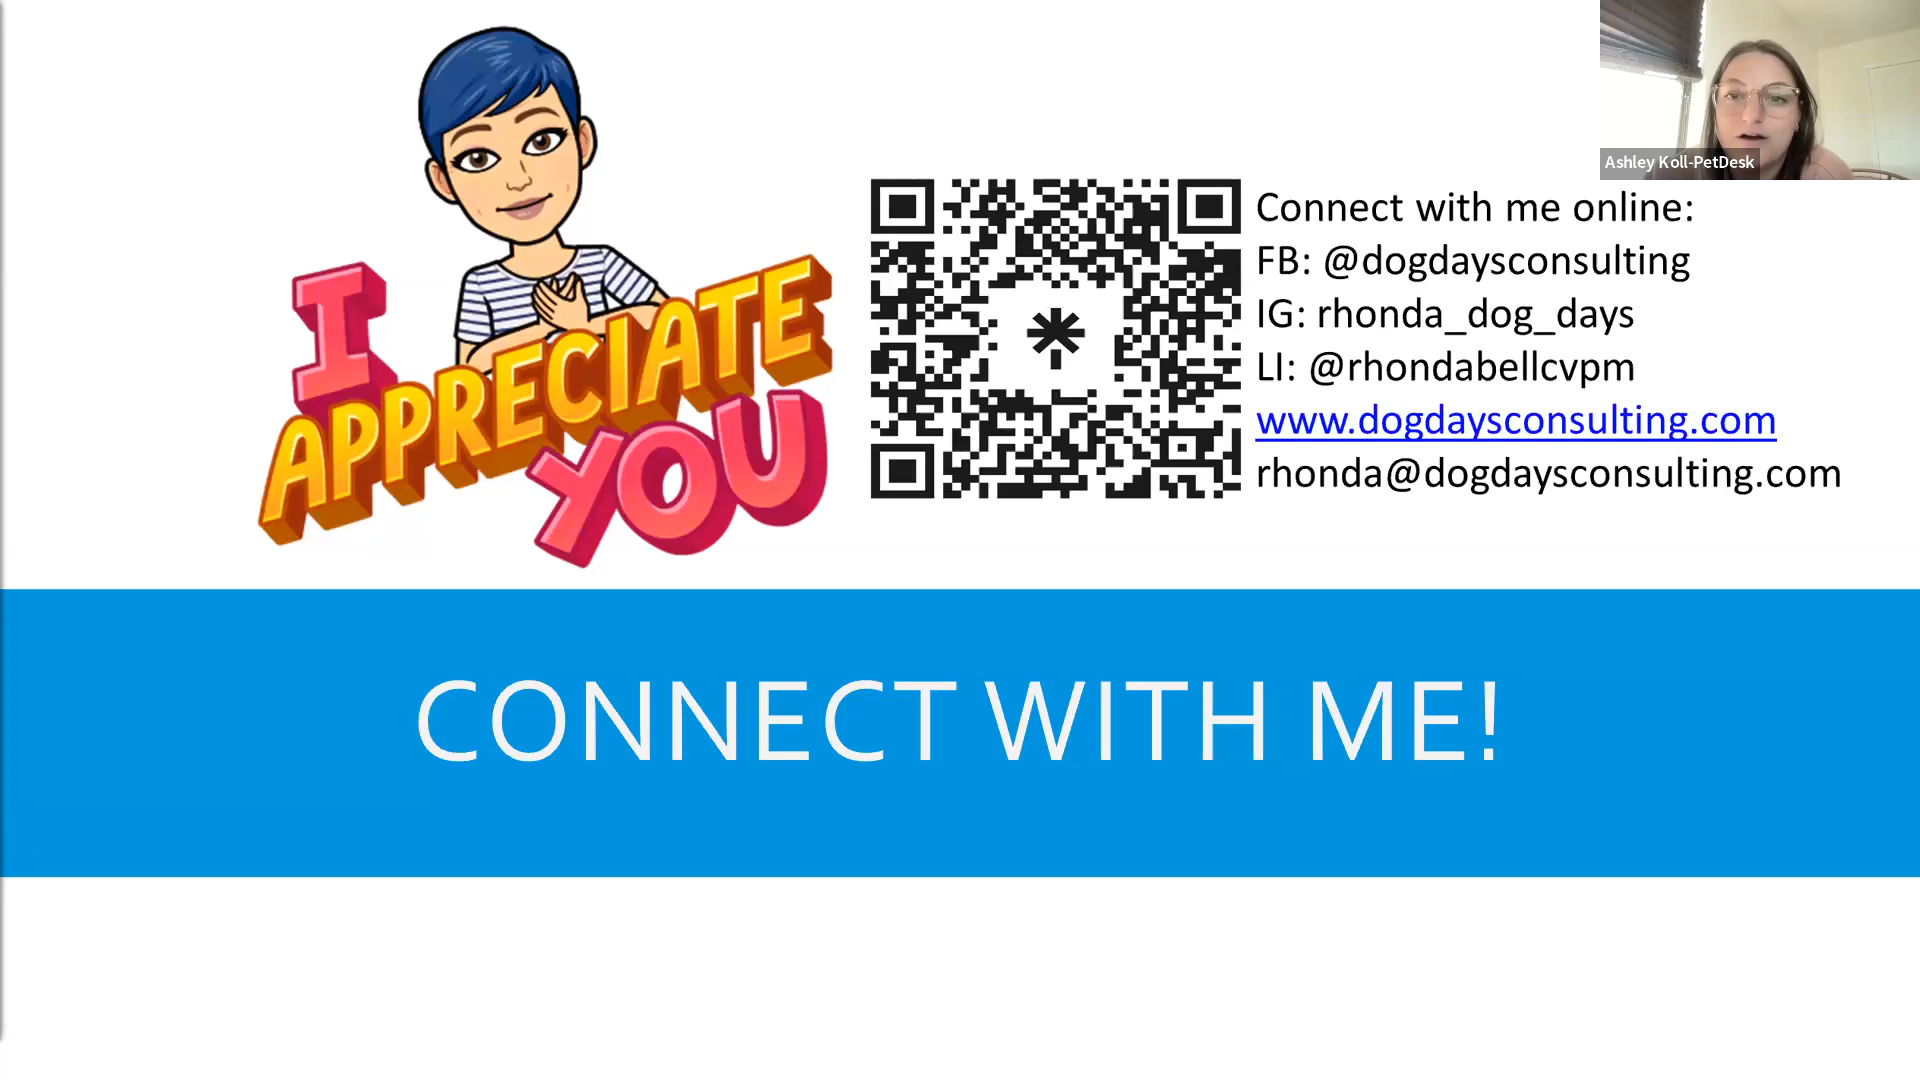 Ashley Koll-PetDesk
I
APPRECIATE
YOU
Connect with me online:
FB: @dogdaysconsulting
IG: rhonda_dog_days
LI: @rhondabellcvpm
www.dogdaysconsulting.com
rhonda@dogdaysconsulting.com
CONNECT WITH ME!